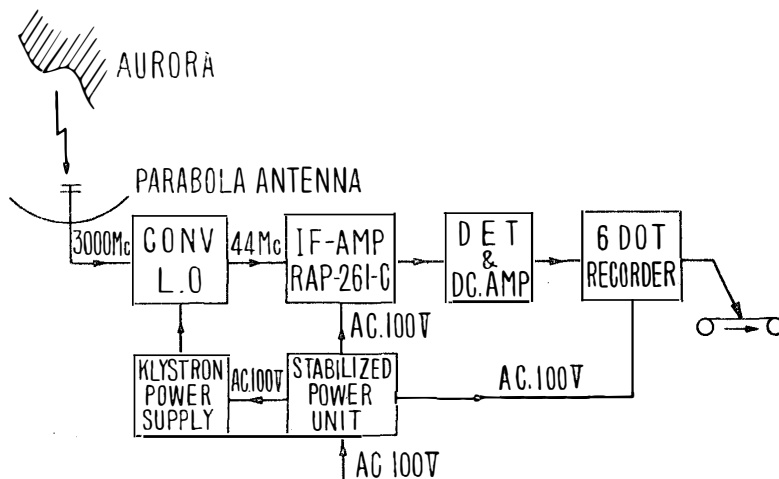 AURORA
PARABOLA ANTENNA
3000Mc
CONV
L.O
44Mc
IF-AMP
RAP-261-C
DET
&
DC.AMP
6 DOT
RECORDER
AC.100V
KLYSTRON
POWER
SUPPLY
AC.100V
STABILIZED
POWER
UNIT
AC.100V
AC 100V